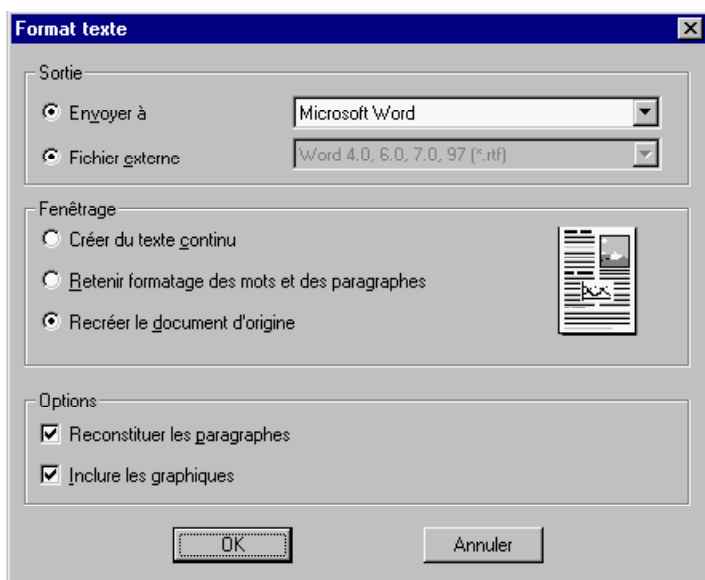 Format texte
Sortie
Envoyer à Microsoft Word
Fichier externe Word 4.0, 6.0, 7.0, 97 (*.rtf)
Fenêtrage
Créer du texte continu
Retenir formatage des mots et des paragraphes
Recréer le document d'origine
Options
Reconstituer les paragraphes
Inclure les graphiques
OK Annuler